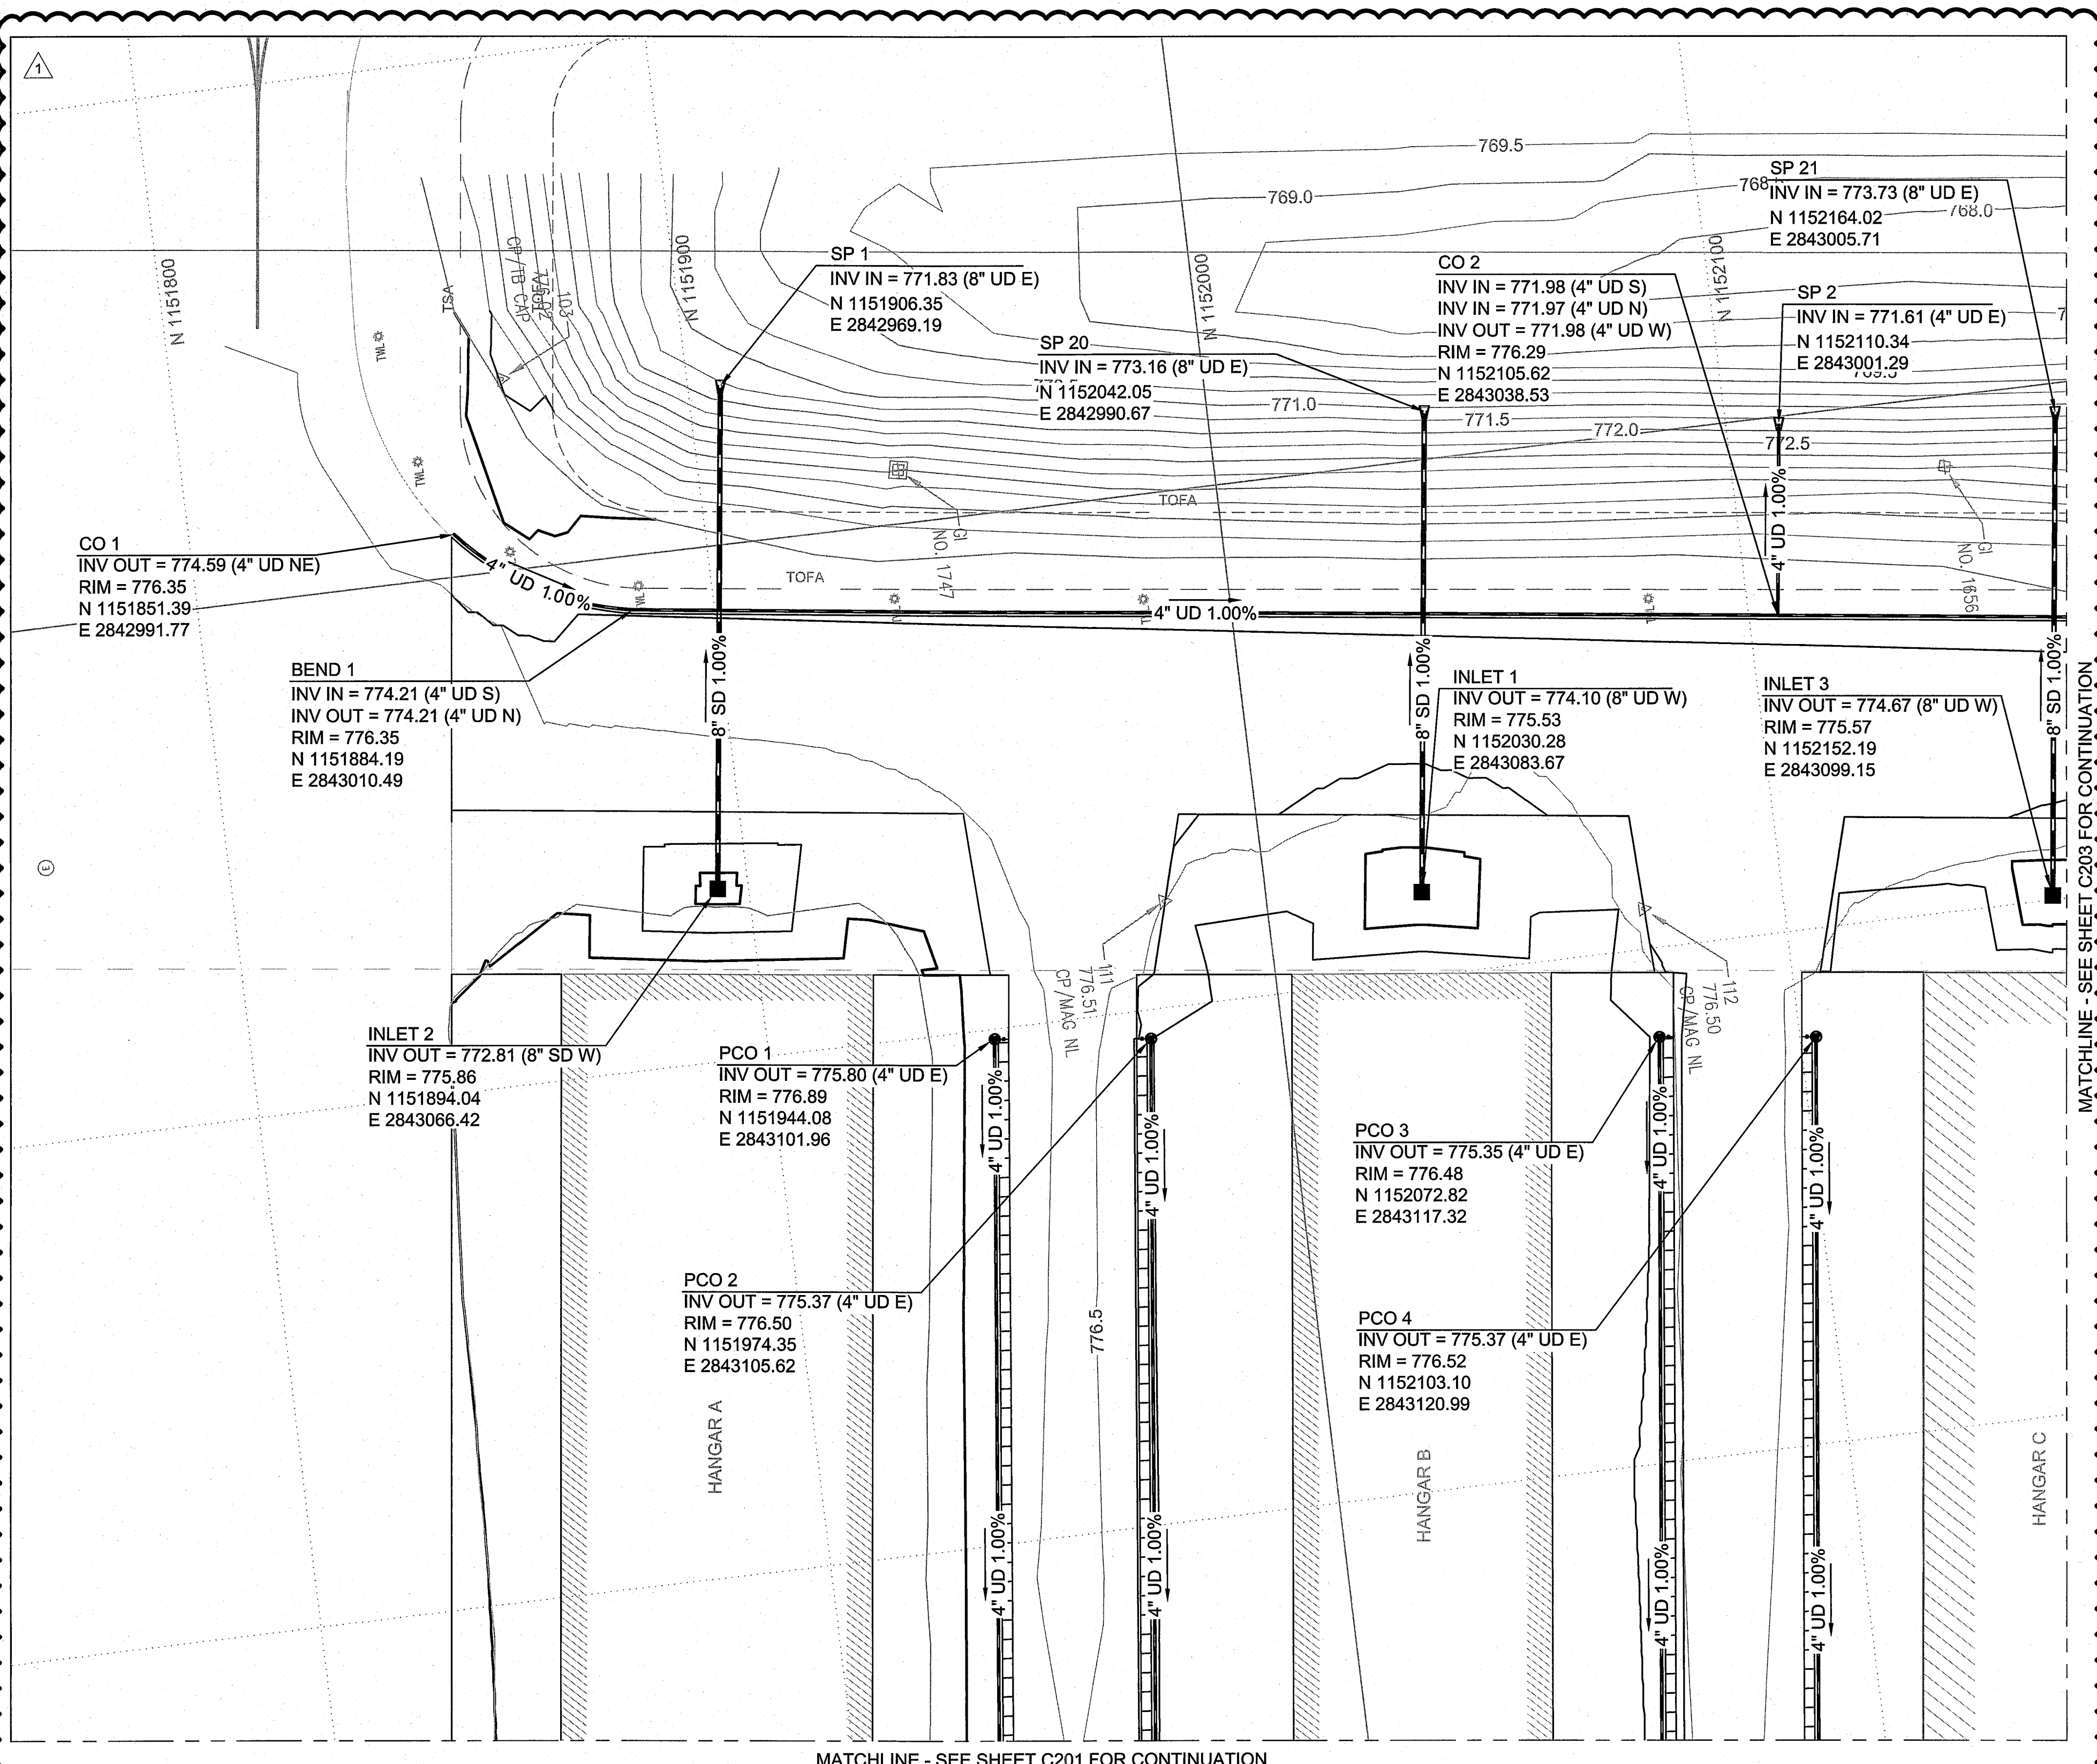 1
769.5
SP 21
INV IN = 773.73 (8" UD E)
N 1152164.02
E 2843005.71
768.0
769.0
N 1151800
N 1151900
N 1152000
N 1152100
TSA
103
CP/TB CAP
SP 1
INV IN = 771.83 (8" UD E)
N 1151906.35
E 2842969.19
CO 2
INV IN = 771.98 (4" UD S)
INV IN = 771.97 (4" UD N)
INV OUT = 771.98 (4" UD W)
RIM = 776.29
N 1152105.62
E 2843038.53
SP 2
INV IN = 771.61 (4" UD E)
N 1152110.34
E 2843001.29
769.5
SP 20
INV IN = 773.16 (8" UD E)
N 1152042.05
E 2842990.67
771.0
771.5
772.0
772.5
TWL
TWL
TOFA
TOFA
GI
NO. 1747
GI
NO. 1656
4" UD 1.00%
CO 1
INV OUT = 774.59 (4" UD NE)
RIM = 776.35
N 1151851.39
E 2842991.77
4" UD 1.00%
4" UD 1.00%
BEND 1
INV IN = 774.21 (4" UD S)
INV OUT = 774.21 (4" UD N)
RIM = 776.35
N 1151884.19
E 2843010.49
8" SD 1.00%
8" SD 1.00%
8" SD 1.00%
INLET 1
INV OUT = 774.10 (8" UD W)
RIM = 775.53
N 1152030.28
E 2843083.67
INLET 3
INV OUT = 774.67 (8" UD W)
RIM = 775.57
N 1152152.19
E 2843099.15
MATCHLINE - SEE SHEET C203 FOR CONTINUATION
E
111
776.51
CP/MAG NL
112
776.50
CP/MAG NL
INLET 2
INV OUT = 772.81 (8" SD W)
RIM = 775.86
N 1151894.04
E 2843066.42
PCO 1
INV OUT = 775.80 (4" UD E)
RIM = 776.89
N 1151944.08
E 2843101.96
4" UD 1.00%
4" UD 1.00%
4" UD 1.00%
4" UD 1.00%
PCO 3
INV OUT = 775.35 (4" UD E)
RIM = 776.48
N 1152072.82
E 2843117.32
PCO 2
INV OUT = 775.37 (4" UD E)
RIM = 776.50
N 1151974.35
E 2843105.62
776.5
PCO 4
INV OUT = 775.37 (4" UD E)
RIM = 776.52
N 1152103.10
E 2843120.99
HANGAR A
HANGAR B
HANGAR C
4" UD 1.00%
4" UD 1.00%
4" UD 1.00%
4" UD 1.00%
MATCHLINE - SEE SHEET C201 FOR CONTINUATION